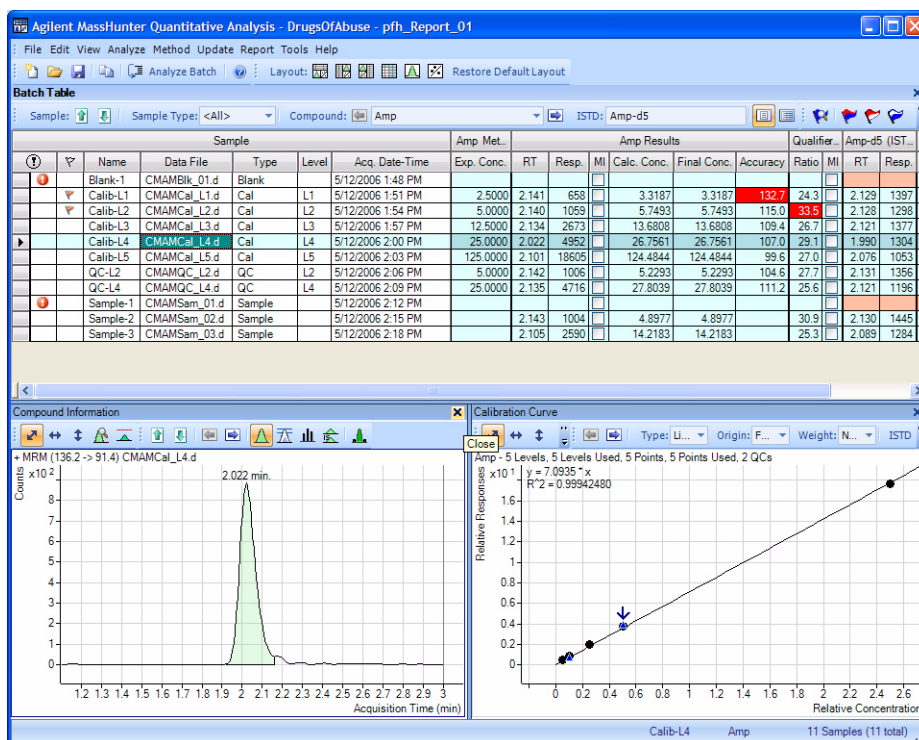 Agilent MassHunter Quantitative Analysis - DrugsOfAbuse - pfh_Report_01
File Edit View Analyze Method Update Report Tools Help
Analyze Batch Layout: Restore Default Layout
Batch Table
Sample: Sample Type: <All> Compound: Amp ISTD: Amp-d5
Sample Amp Met... Amp Results Qualifier... Amp-d5 (IST...
Name Data File Type Level Acq. Date-Time Exp. Conc. RT Resp. MI Calc. Conc. Final Conc. Accuracy Ratio MI RT Resp.
Blank-1 CMAMBlk_01.d Blank 5/12/2006 1:48 PM
Calib-L1 CMAMCal_L1.d Cal L1 5/12/2006 1:51 PM 2.5000 2.141 658 3.3187 3.3187 132.7 24.3 2.129 1397
Calib-L2 CMAMCal_L2.d Cal L2 5/12/2006 1:54 PM 5.0000 2.140 1059 5.7493 5.7493 115.0 33.5 2.128 1298
Calib-L3 CMAMCal_L3.d Cal L3 5/12/2006 1:57 PM 12.5000 2.134 2673 13.6808 13.6808 109.4 26.7 2.121 1377
Calib-L4 CMAMCal_L4.d Cal L4 5/12/2006 2:00 PM 25.0000 2.022 4952 26.7561 26.7561 107.0 29.1 1.990 1304
Calib-L5 CMAMCal_L5.d Cal L5 5/12/2006 2:03 PM 125.0000 2.101 18605 124.4844 124.4844 99.6 27.0 2.076 1053
QC-L2 CMAMQC_L2.d QC L2 5/12/2006 2:06 PM 5.0000 2.142 1006 5.2293 5.2293 104.6 27.7 2.131 1356
QC-L4 CMAMQC_L4.d QC L4 5/12/2006 2:09 PM 25.0000 2.135 4716 27.8039 27.8039 111.2 25.6 2.121 1196
Sample-1 CMAMSam_01.d Sample 5/12/2006 2:12 PM
Sample-2 CMAMSam_02.d Sample 5/12/2006 2:15 PM 2.143 1004 4.8977 4.8977 30.9 2.130 1445
Sample-3 CMAMSam_03.d Sample 5/12/2006 2:18 PM 2.105 2590 14.2183 14.2183 25.3 2.089 1284
Compound Information
Close
+ MRM (136.2 -> 91.4) CMAMCal_L4.d
Counts
x10 2
2.022 min.
8
7
6
5
4
3
2
1
0
1.2 1.3 1.4 1.5 1.6 1.7 1.8 1.9 2 2.1 2.2 2.3 2.4 2.5 2.6 2.7 2.8 2.9 3
Acquisition Time (min)
Calibration Curve
Type: Li... Origin: F... Weight: N... ISTD
Amp - 5 Levels, 5 Levels Used, 5 Points, 5 Points Used, 2 QCs
Relative Responses
x10 1
y = 7.0935 * x
R^2 = 0.99942480
1.6
1.4
1.2
1
0.8
0.6
0.4
0.2
0
0 0.2 0.4 0.6 0.8 1 1.2 1.4 1.6 1.8 2 2.2 2.4 2.6
Relative Concentration
Calib-L4 Amp 11 Samples (11 total)